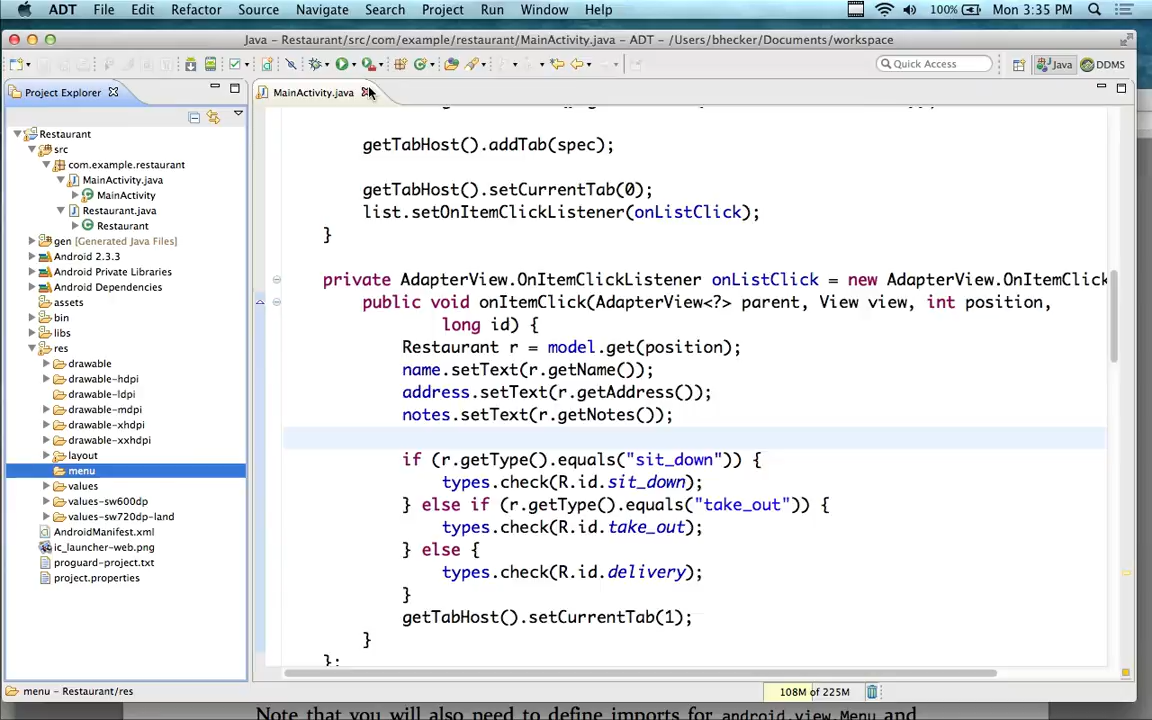 ADT File Edit Refactor Source Navigate Search Project Run Window Help 100% Mon 3:35 PM
Java - Restaurant/src/com/example/restaurant/MainActivity.java - ADT - /Users/bhecker/Documents/workspace
Quick Access Java DDMS
Project Explorer
MainActivity.java
Restaurant
src
com.example.restaurant
MainActivity.java
MainActivity
Restaurant.java
Restaurant
gen [Generated Java Files]
Android 2.3.3
Android Private Libraries
Android Dependencies
assets
bin
libs
res
drawable
drawable-hdpi
drawable-ldpi
drawable-mdpi
drawable-xhdpi
drawable-xxhdpi
layout
menu
values
values-sw600dp
values-sw720dp-land
AndroidManifest.xml
ic_launcher-web.png
proguard-project.txt
project.properties
getTabHost().addTab(spec);
getTabHost().setCurrentTab(0);
list.setOnItemClickListener(onListClick);
}
private AdapterView.OnItemClickListener onListClick = new AdapterView.OnItemClick
public void onItemClick(AdapterView<?> parent, View view, int position,
long id) {
Restaurant r = model.get(position);
name.setText(r.getName());
address.setText(r.getAddress());
notes.setText(r.getNotes());
if (r.getType().equals("sit_down")) {
types.check(R.id.sit_down);
} else if (r.getType().equals("take_out")) {
types.check(R.id.take_out);
} else {
types.check(R.id.delivery);
}
getTabHost().setCurrentTab(1);
}
};
menu - Restaurant/res
108M of 225M
Note that you will also need to define imports for android.view.Menu and